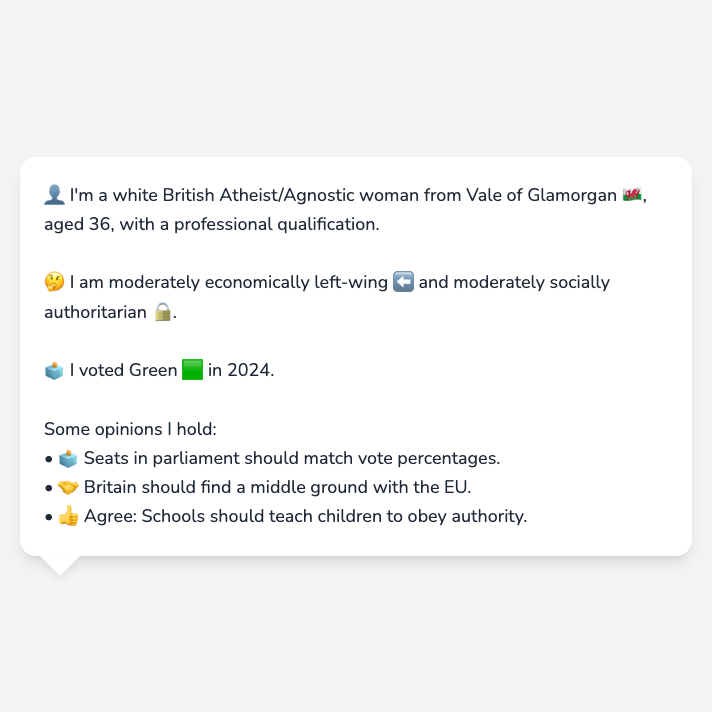 👤 I'm a white British Atheist/Agnostic woman from Vale of Glamorgan 🏴󠁧󠁢󠁷󠁬󠁳󠁿,
aged 36, with a professional qualification.
🤔 I am moderately economically left-wing ⬅️ and moderately socially
authoritarian 🔒.
🗳️ I voted Green 🟩 in 2024.
Some opinions I hold:
• 🗳️ Seats in parliament should match vote percentages.
• 🤝 Britain should find a middle ground with the EU.
• 👍 Agree: Schools should teach children to obey authority.